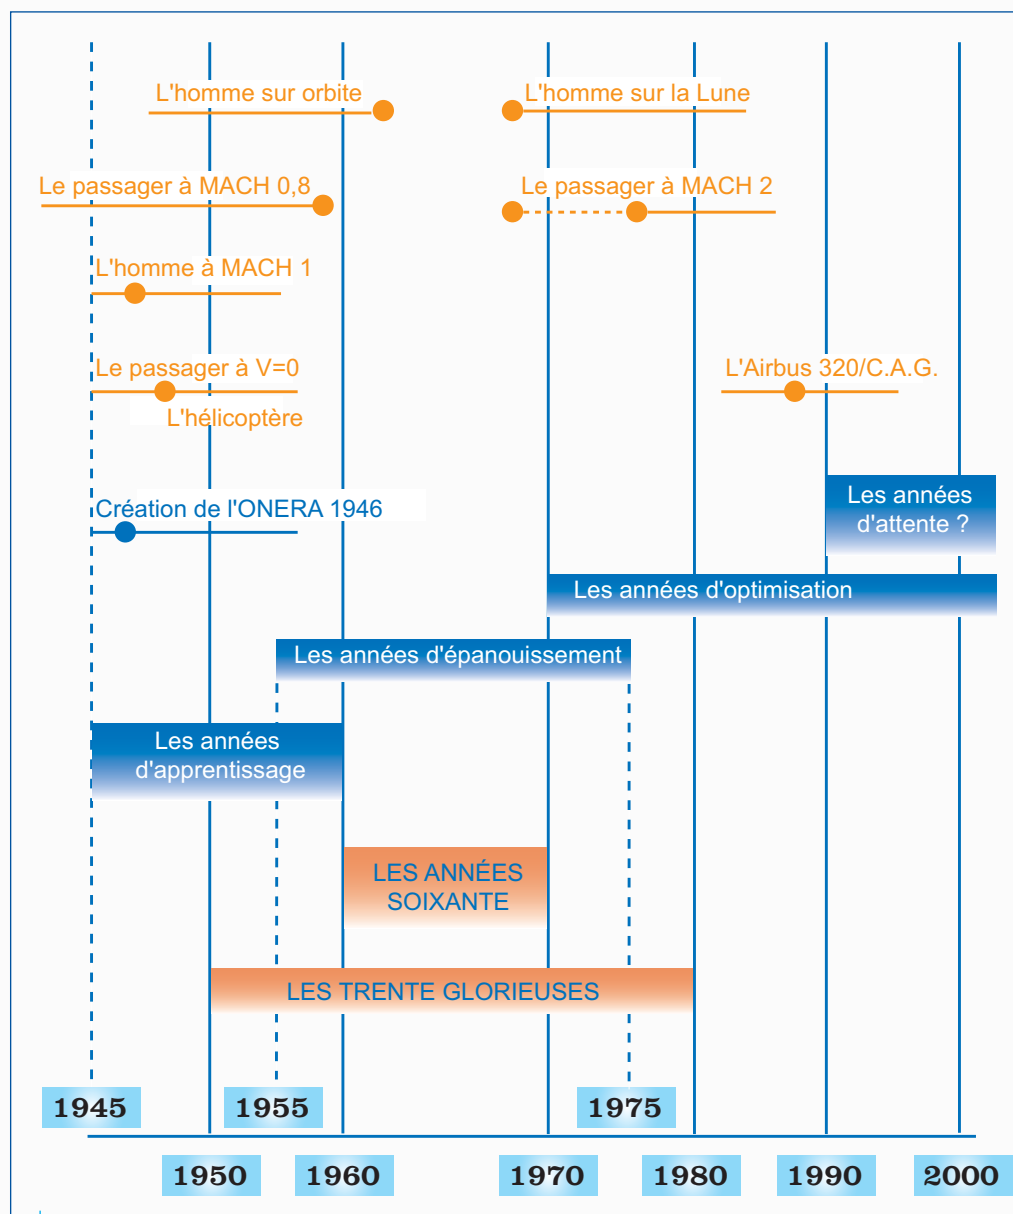 L'homme sur orbite
L'homme sur la Lune
Le passager à MACH 0,8
Le passager à MACH 2
L'homme à MACH 1
Le passager à V=0
L'hélicoptère
L'Airbus 320/C.A.G.
Création de l'ONERA 1946
Les années
d'attente ?
Les années d'optimisation
Les années d'épanouissement
Les années
d'apprentissage
LES ANNÉES
SOIXANTE
LES TRENTE GLORIEUSES
1945
1955
1975
1950
1960
1970
1980
1990
2000